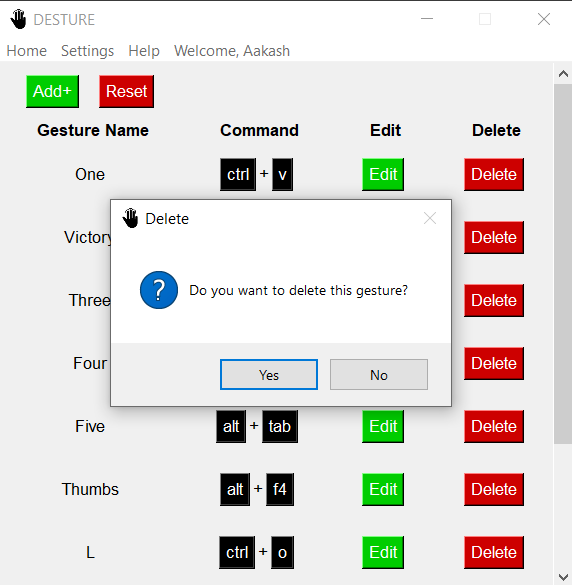 DESTURE
Home Settings Help Welcome, Aakash
Add+ Reset
Gesture Name Command Edit Delete
One ctrl + v Edit Delete
Delete
Victory Delete
Do you want to delete this gesture?
Three Delete
Four Delete
Yes No
Five alt + tab Edit Delete
Thumbs alt + f4 Edit Delete
L ctrl + o Edit Delete